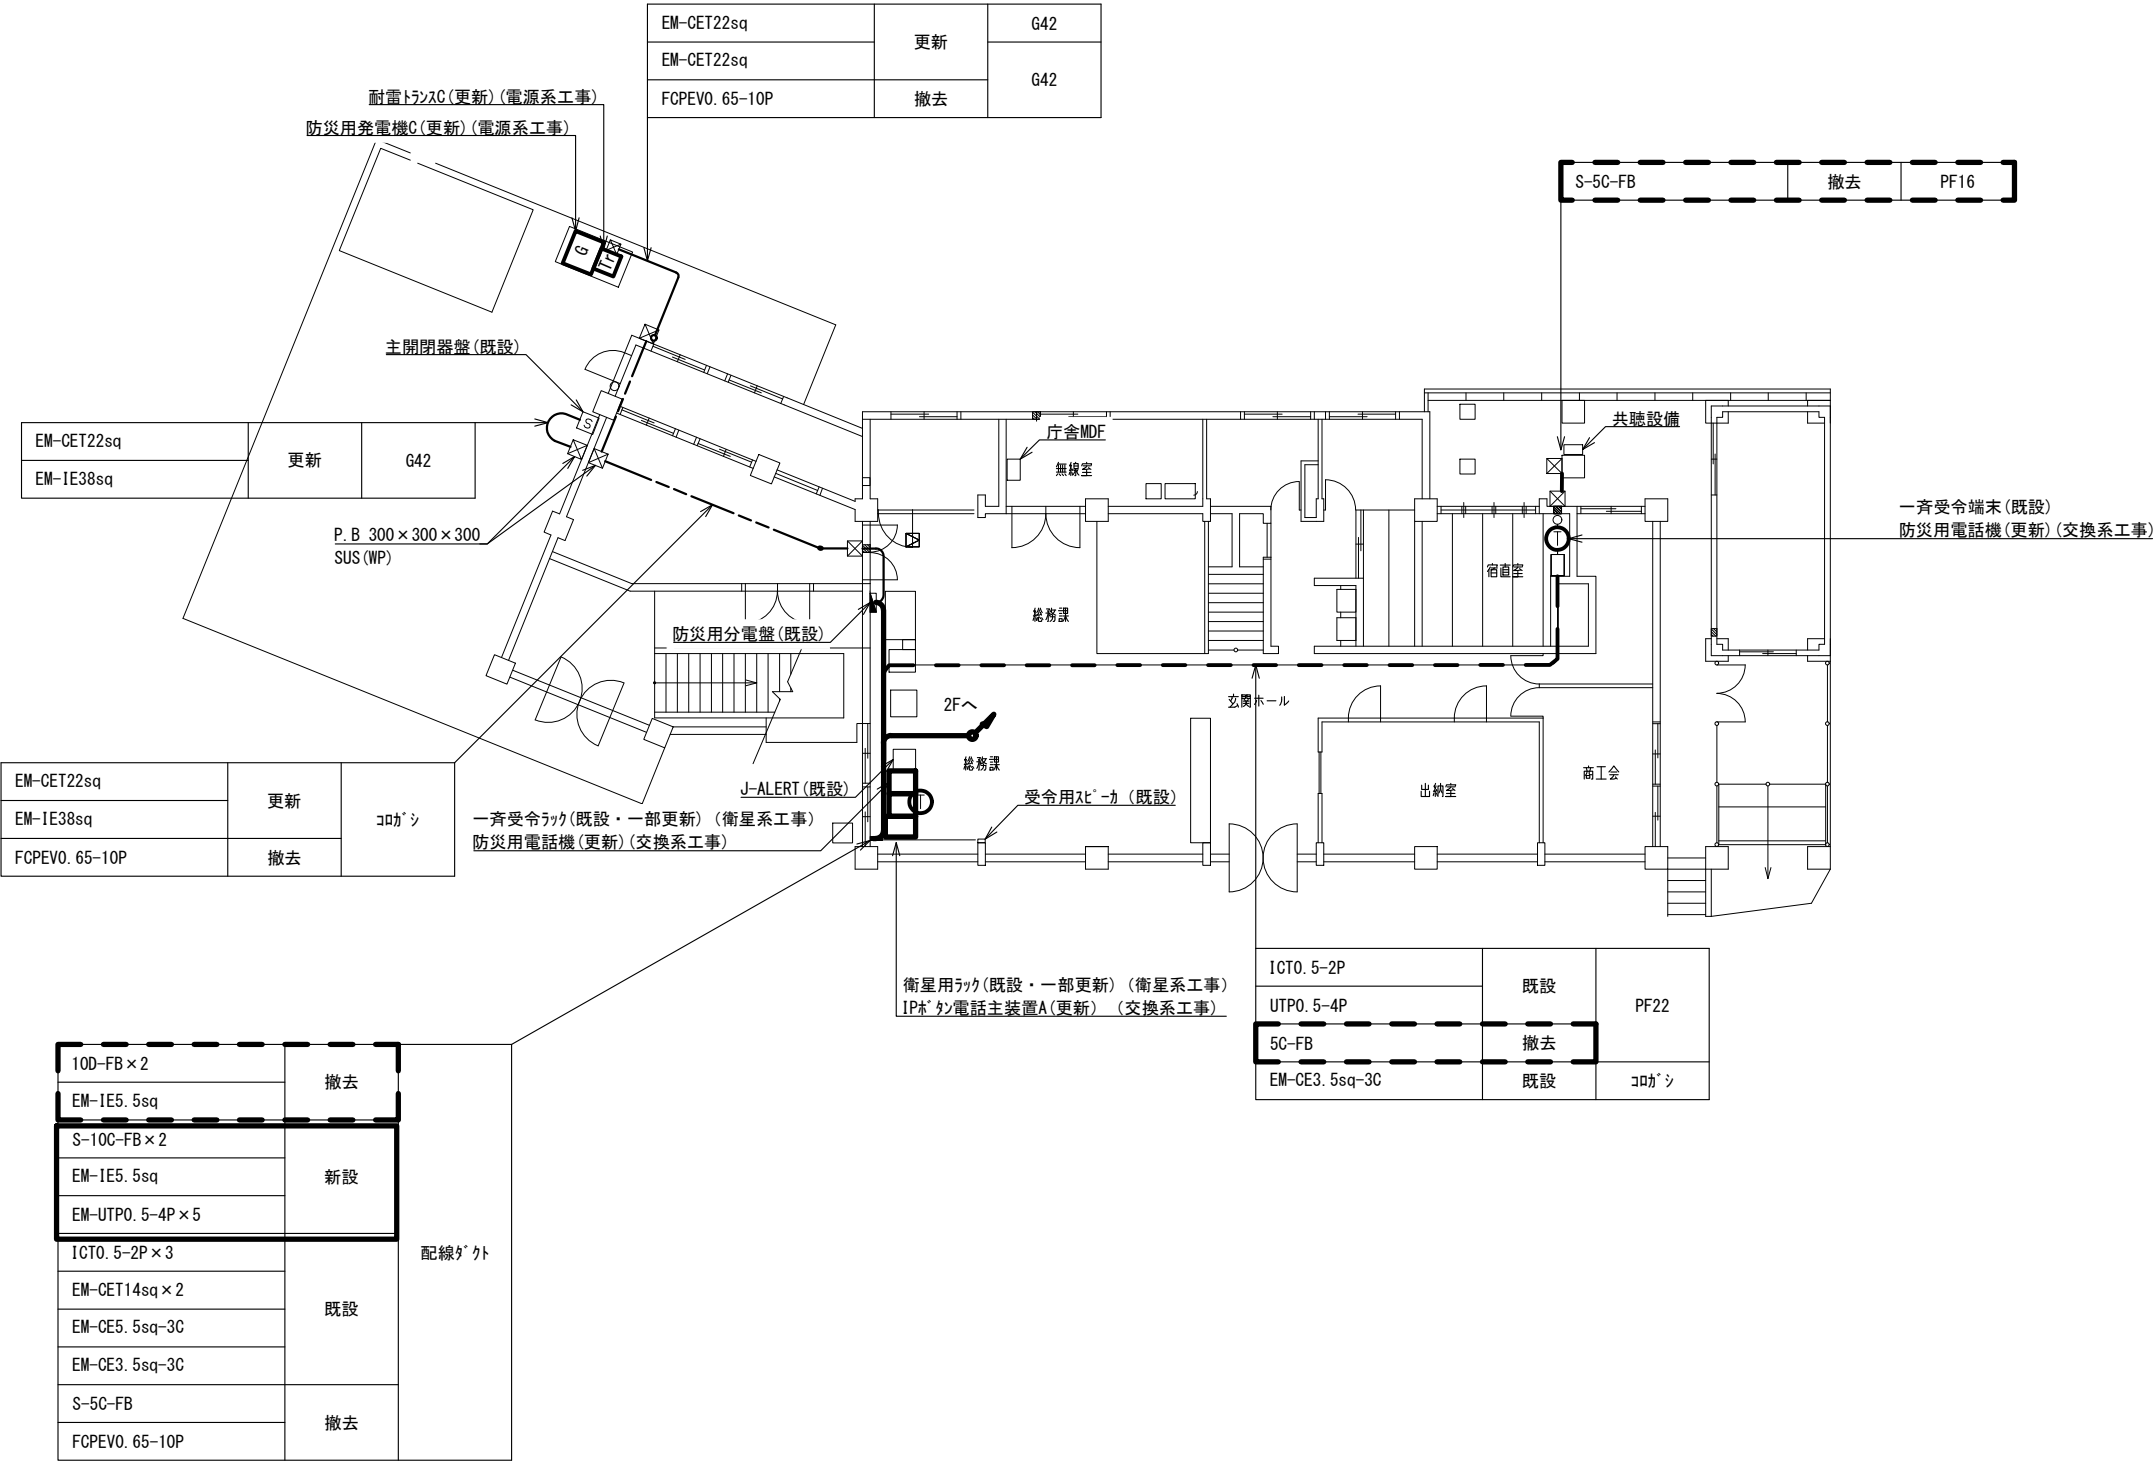 EM-CET22sq
更新
G42
EM-CET22sq
G42
FCPEV0.65-10P
撤去
耐雷ﾄﾗﾝｽC(更新)(電源系工事)
防災用発電機C(更新)(電源系工事)
S-5C-FB
撤去
PF16
G
Tr
主開閉器盤(既設)
S
EM-CET22sq
更新
G42
EM-IE38sq
P.B 300×300×300
SUS(WP)
庁舎MDF
無線室
共聴設備
一斉受令端末(既設)
防災用電話機(更新)(交換系工事)
T
宿直室
総務課
防災用分電盤(既設)
2Fへ
玄関ホール
総務課
商工会
出納室
J-ALERT(既設)
受令用ｽﾋﾟｰｶ (既設)
T
一斉受令ﾗｯｸ(既設・一部更新) (衛星系工事)
防災用電話機(更新)(交換系工事)
EM-CET22sq
更新
ｺﾛｶﾞｼ
EM-IE38sq
FCPEV0.65-10P
撤去
衛星用ﾗｯｸ(既設・一部更新) (衛星系工事)
IPﾎﾞﾀﾝ電話主装置A(更新) (交換系工事)
ICT0.5-2P
既設
PF22
UTP0.5-4P
5C-FB
撤去
EM-CE3.5sq-3C
既設
ｺﾛｶﾞｼ
10D-FB×2
撤去
EM-IE5.5sq
S-10C-FB×2
新設
EM-IE5.5sq
EM-UTP0.5-4P×5
ICT0.5-2P×3
既設
EM-CET14sq×2
EM-CE5.5sq-3C
EM-CE3.5sq-3C
S-5C-FB
撤去
FCPEV0.65-10P
配線ﾀﾞｸﾄ